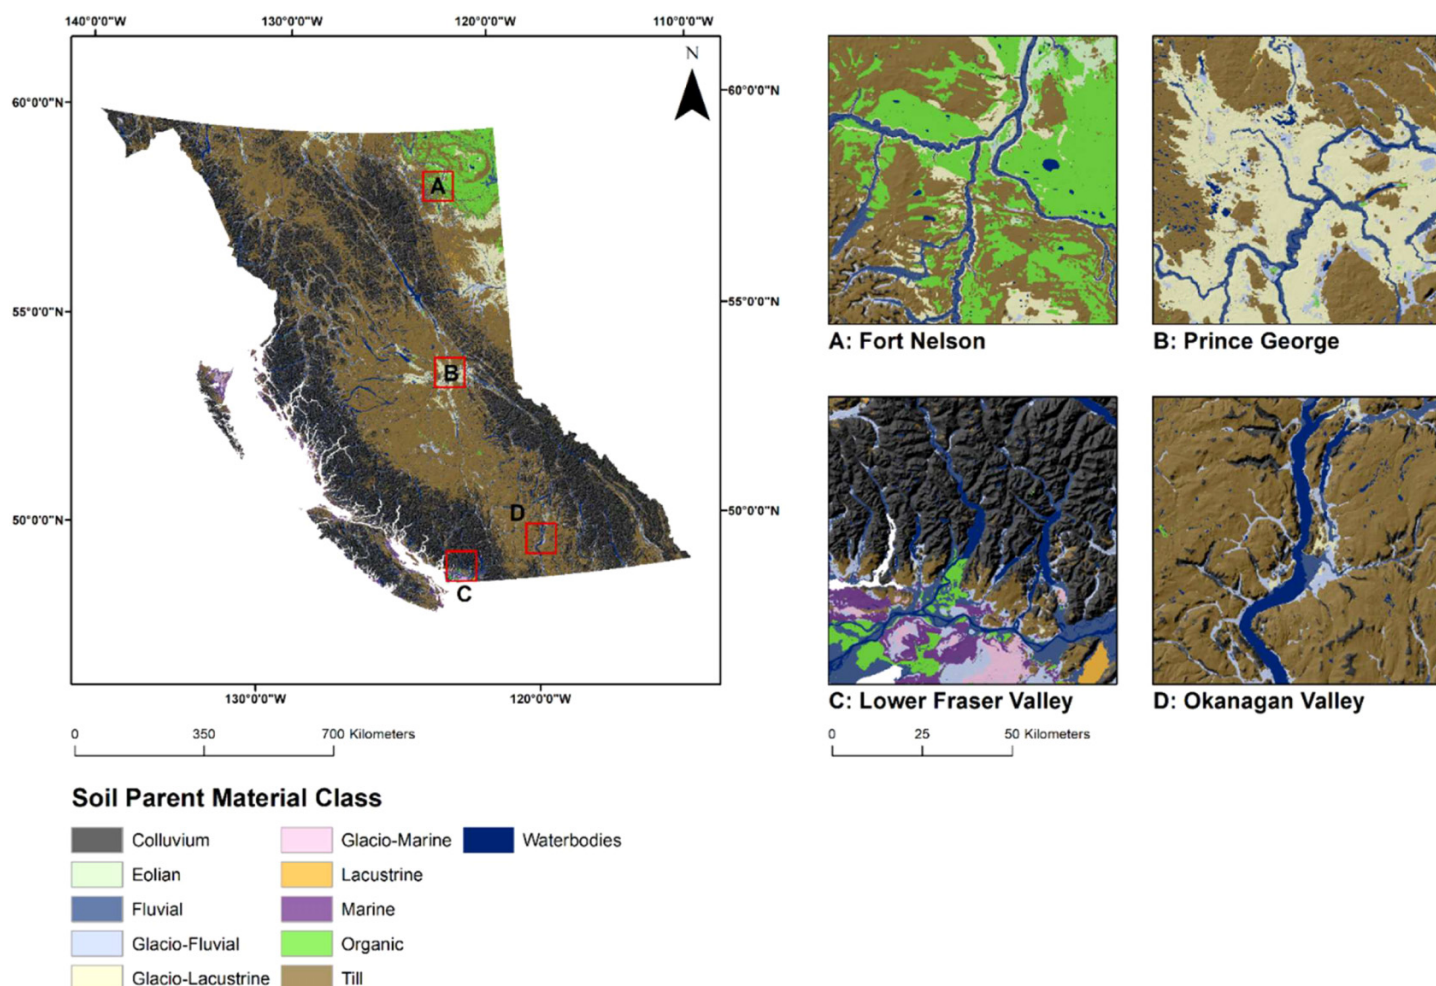 140°0'0"W 130°0'0"W 120°0'0"W 110°0'0"W
N
60°0'0"N 60°0'0"N
55°0'0"N 55°0'0"N
50°0'0"N 50°0'0"N
A
B
D
C
130°0'0"W 120°0'0"W
0 350 700 Kilometers
A: Fort Nelson B: Prince George
C: Lower Fraser Valley D: Okanagan Valley
0 25 50 Kilometers
Soil Parent Material Class
Colluvium Glacio-Marine Waterbodies
Eolian Lacustrine
Fluvial Marine
Glacio-Fluvial Organic
Glacio-Lacustrine Till